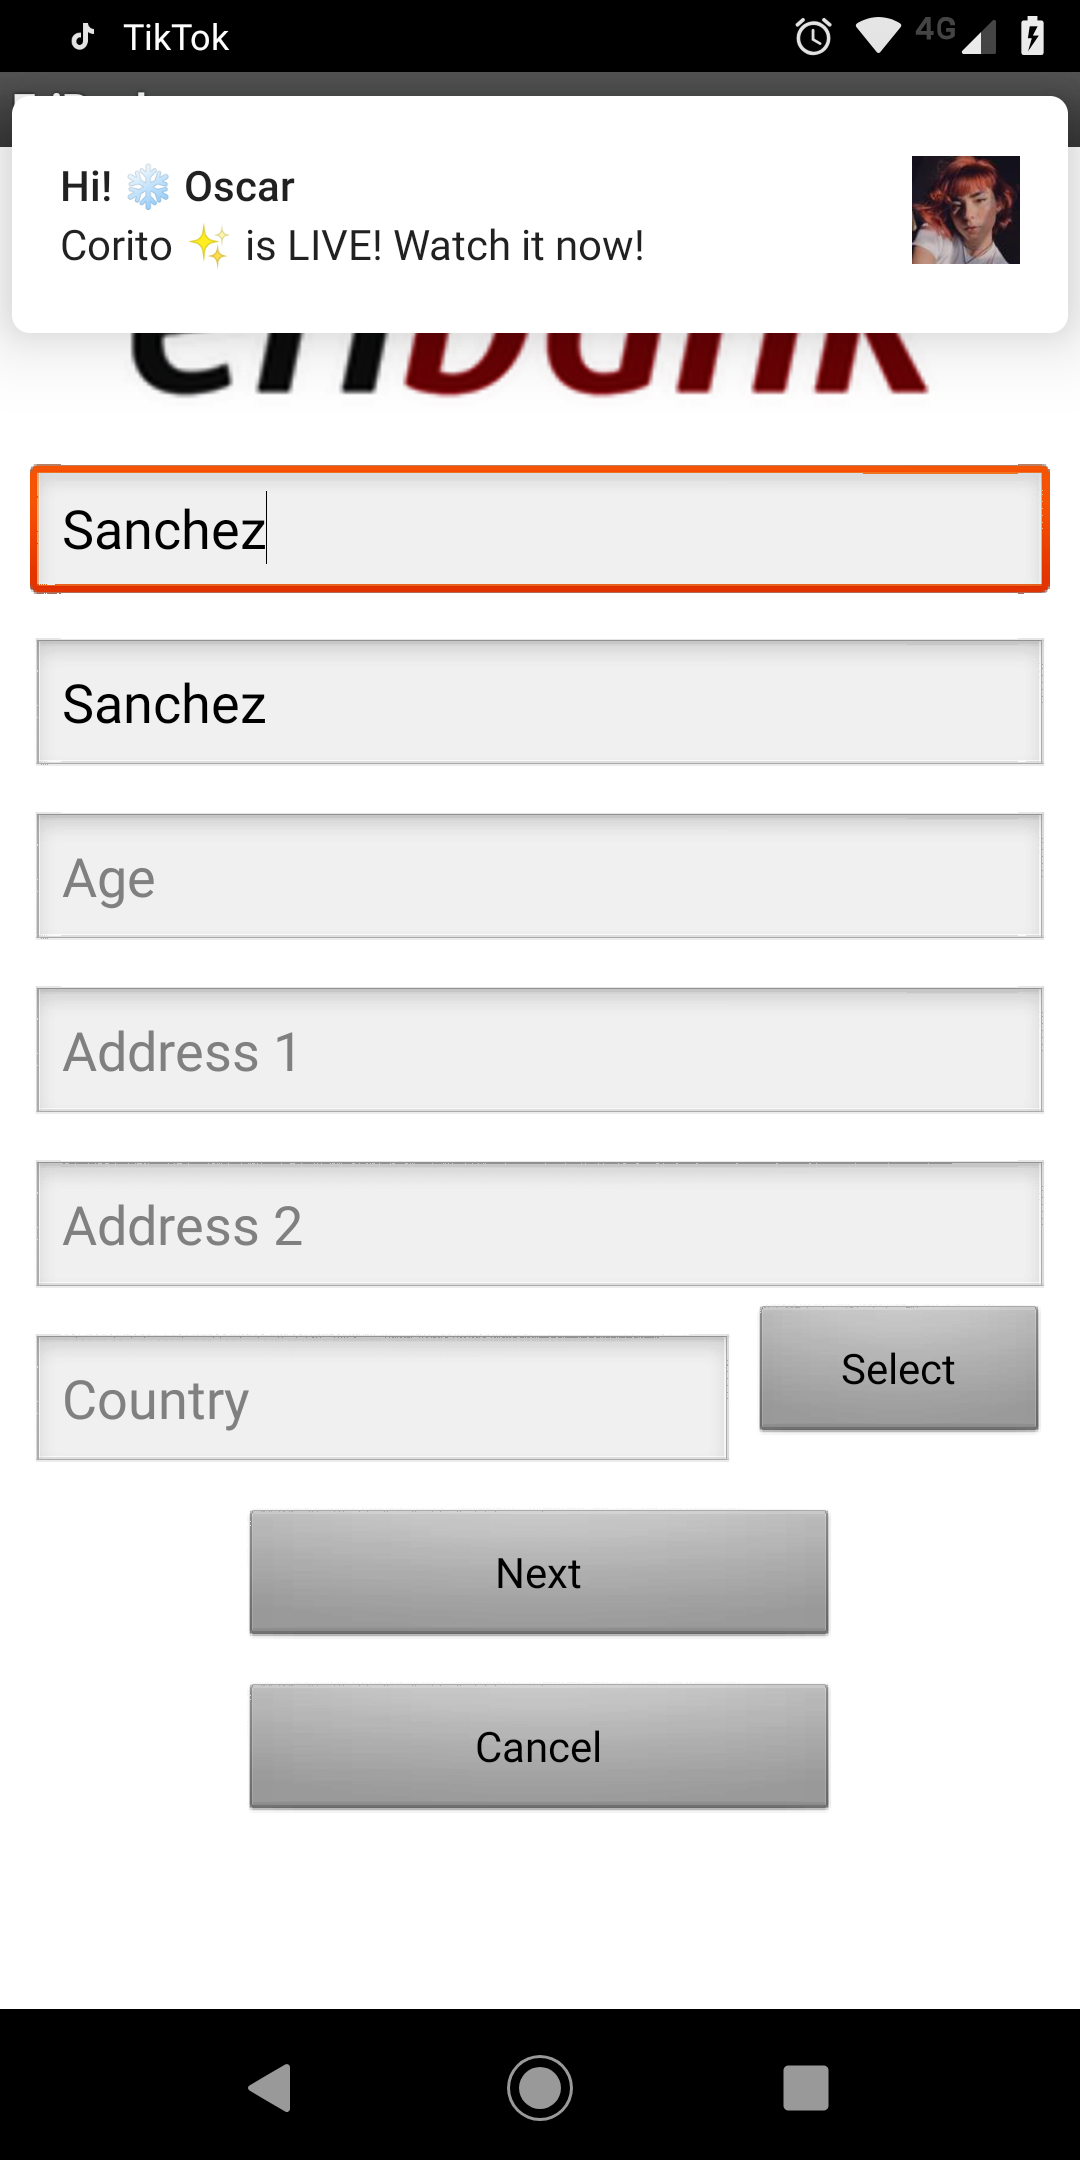 TikTok
4G
Hi! ❄️ Oscar
Corito ✨ is LIVE! Watch it now!
Sanchez
Sanchez
Age
Address 1
Address 2
Country
Select
Next
Cancel